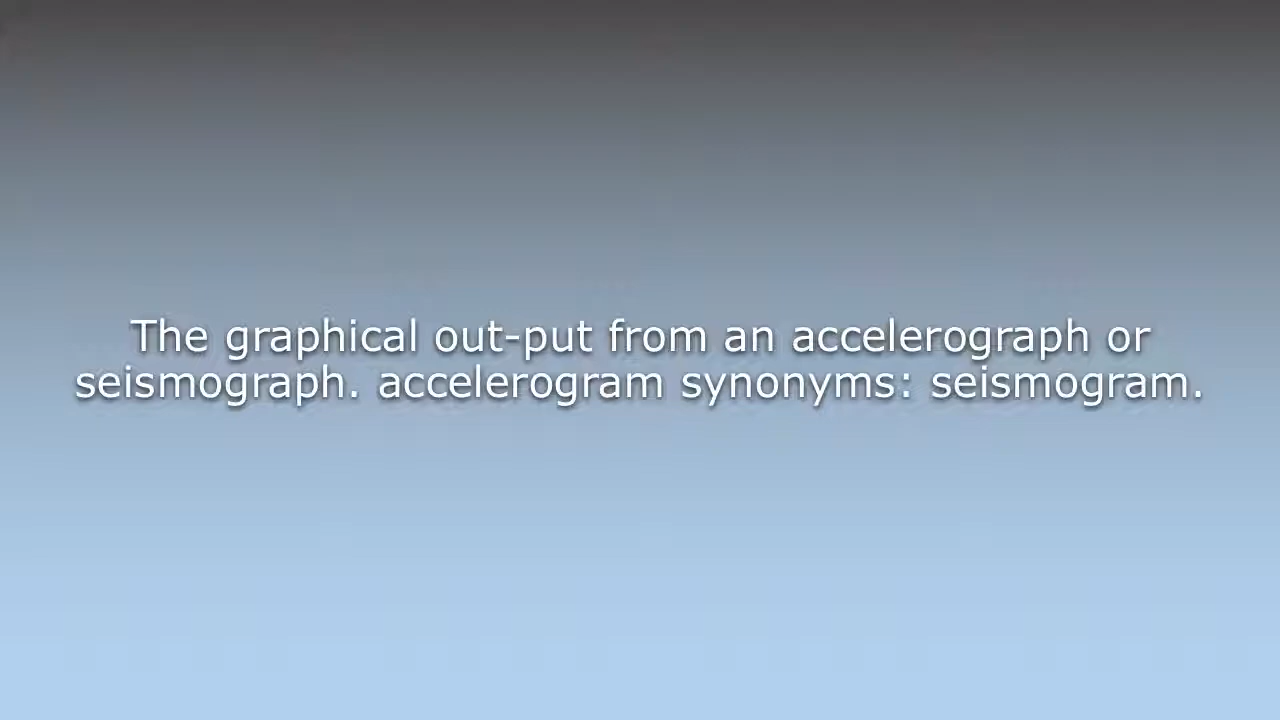 The graphical out-put from an accelerograph or
seismograph. accelerogram synonyms: seismogram.